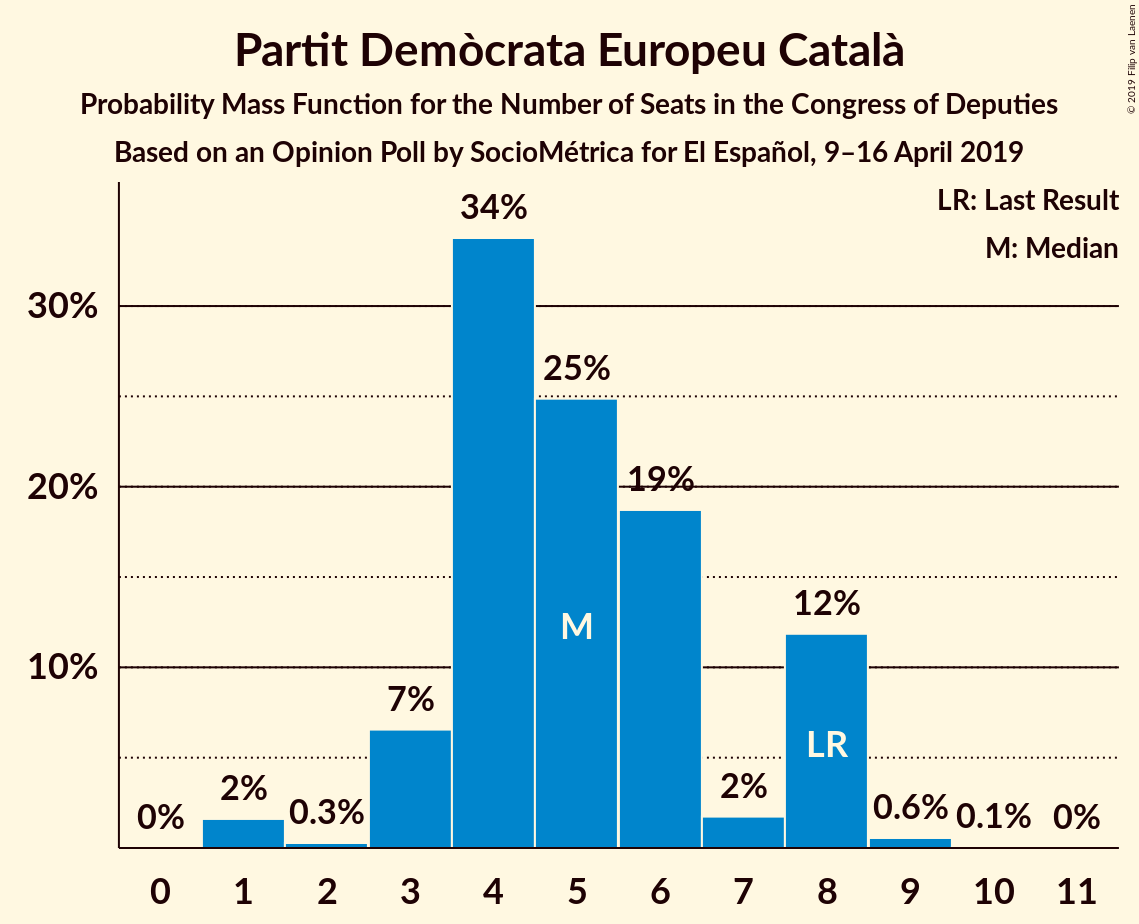 Partit Demòcrata Europeu Català
Probability Mass Function for the Number of Seats in the Congress of Deputies
Based on an Opinion Poll by SocioMétrica for El Español, 9–16 April 2019
© 2019 Filip van Laenen
LR: Last Result
M: Median
34%
30%
25%
20%
19%
12%
10%
7%
2%
0.3%
0%
2%
0.6%
0.1%
0%
M
LR
0 1 2 3 4 5 6 7 8 9 10 11